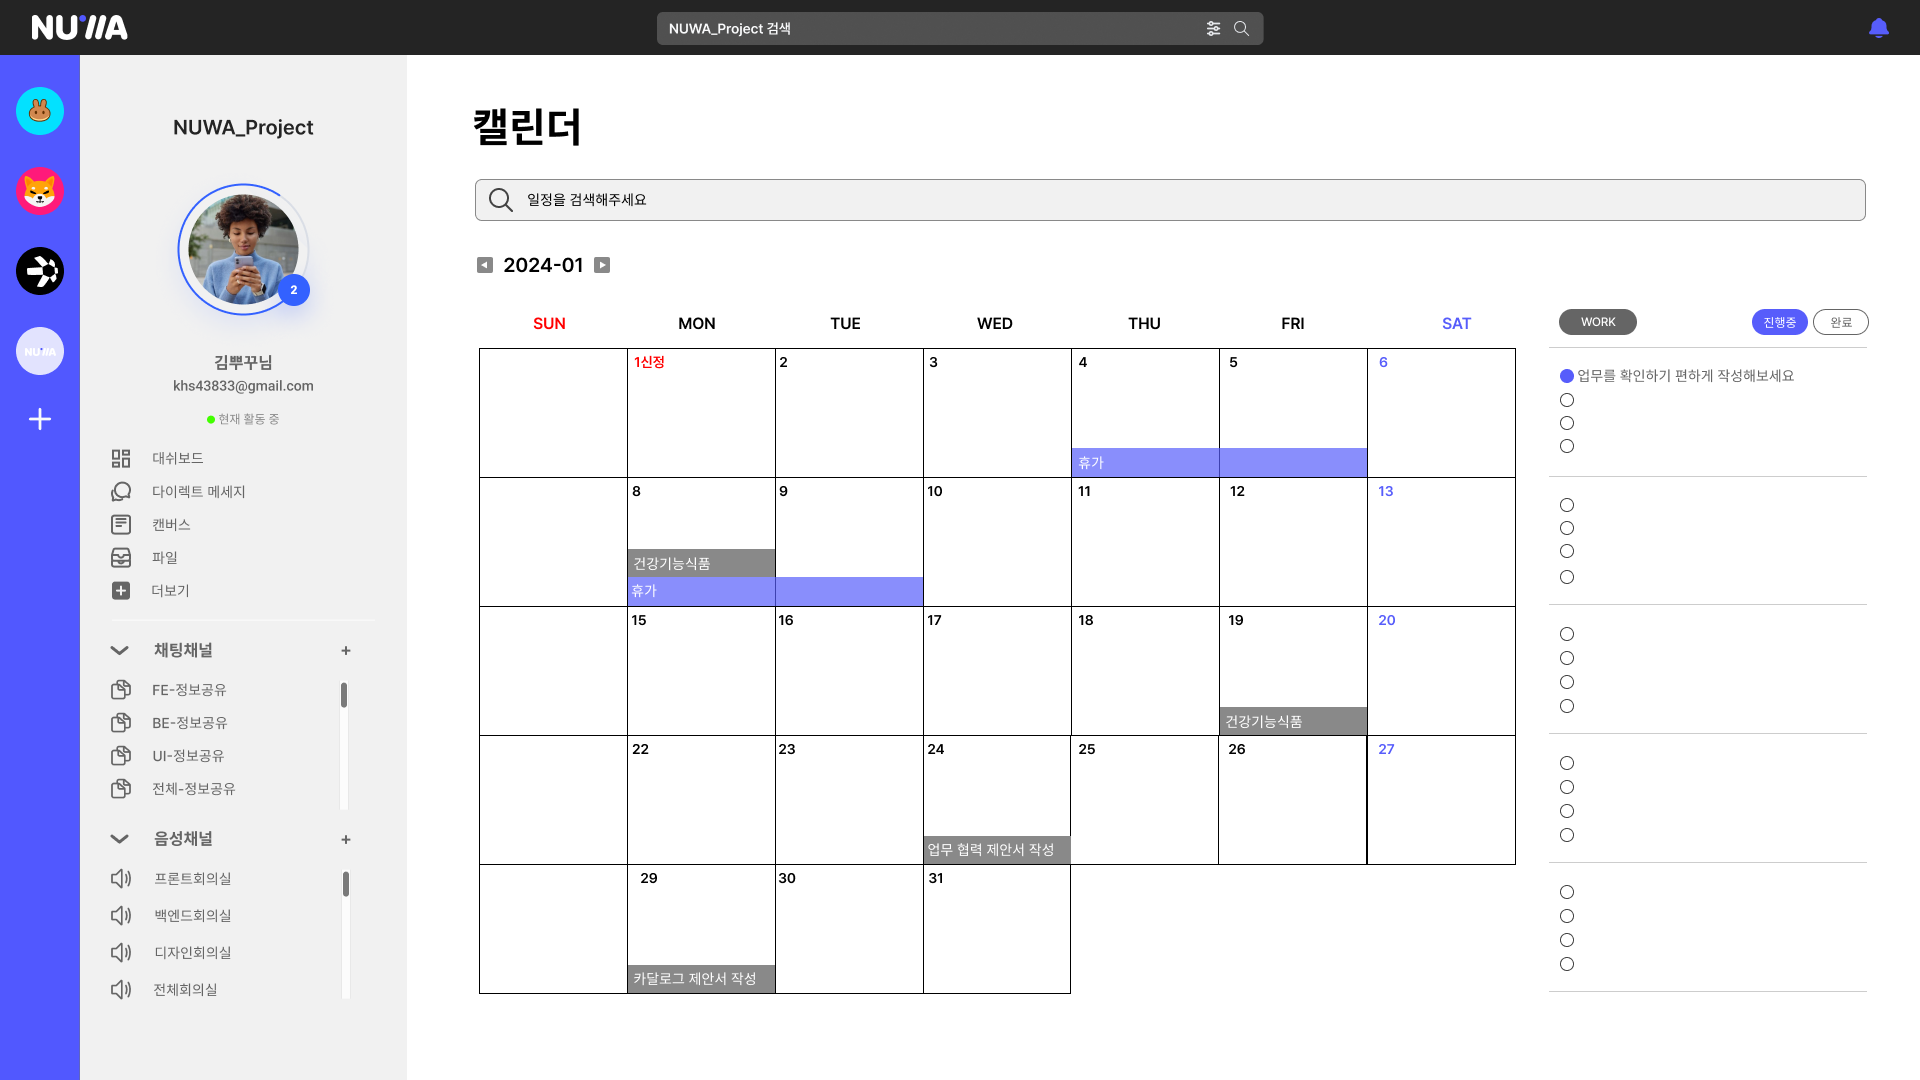 NUWA
NUWA_Project 검색
NUWA
NUWA_Project
2
김뿌꾸님
khs43833@gmail.com
현재 활동 중
대쉬보드
다이렉트 메세지
캔버스
파일
더보기
채팅채널 +
FE-정보공유
BE-정보공유
UI-정보공유
전체-정보공유
음성채널 +
프론트회의실
백엔드회의실
디자인회의실
전체회의실
캘린더
일정을 검색해주세요
2024-01
SUN MON TUE WED THU FRI SAT
1신정 2 3 4 5 6
휴가
8 9 10 11 12 13
건강기능식품
휴가
15 16 17 18 19 20
건강기능식품
22 23 24 25 26 27
업무 협력 제안서 작성
29 30 31
카달로그 제안서 작성
WORK 진행중 완료
업무를 확인하기 편하게 작성해보세요